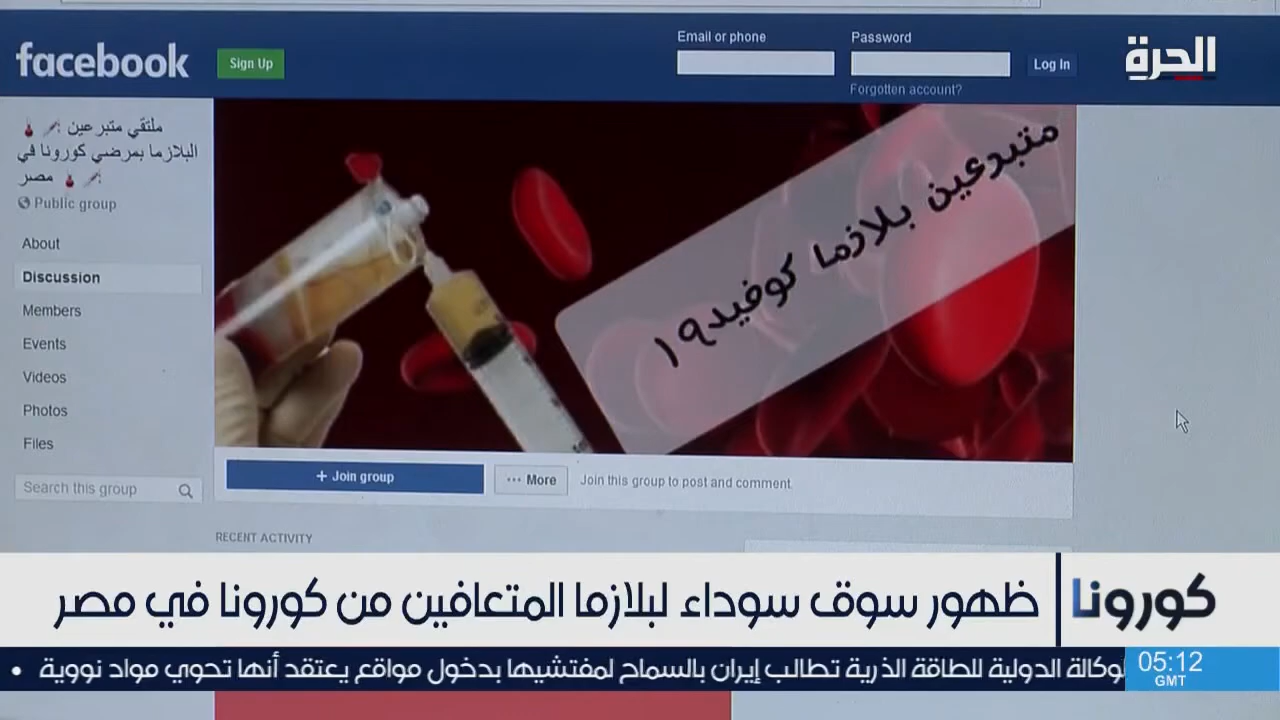 facebook
Sign Up
Email or phone
Password
Log In
Forgotten account?
الحرة
ملتقي متبرعين
البلازما بمرضي كورونا في
مصر
Public group
About
Discussion
Members
Events
Videos
Photos
Files
Search this group
متبرعين بلازما كوفيد١٩
+ Join group
··· More
Join this group to post and comment.
RECENT ACTIVITY
كورونا
ظهور سوق سوداء لبلازما المتعافين من كورونا في مصر
الدولية للطاقة الذرية تطالب إيران بالسماح لمفتشيها بدخول مواقع يعتقد أنها تحوي مواد نووية •
05:12
GMT